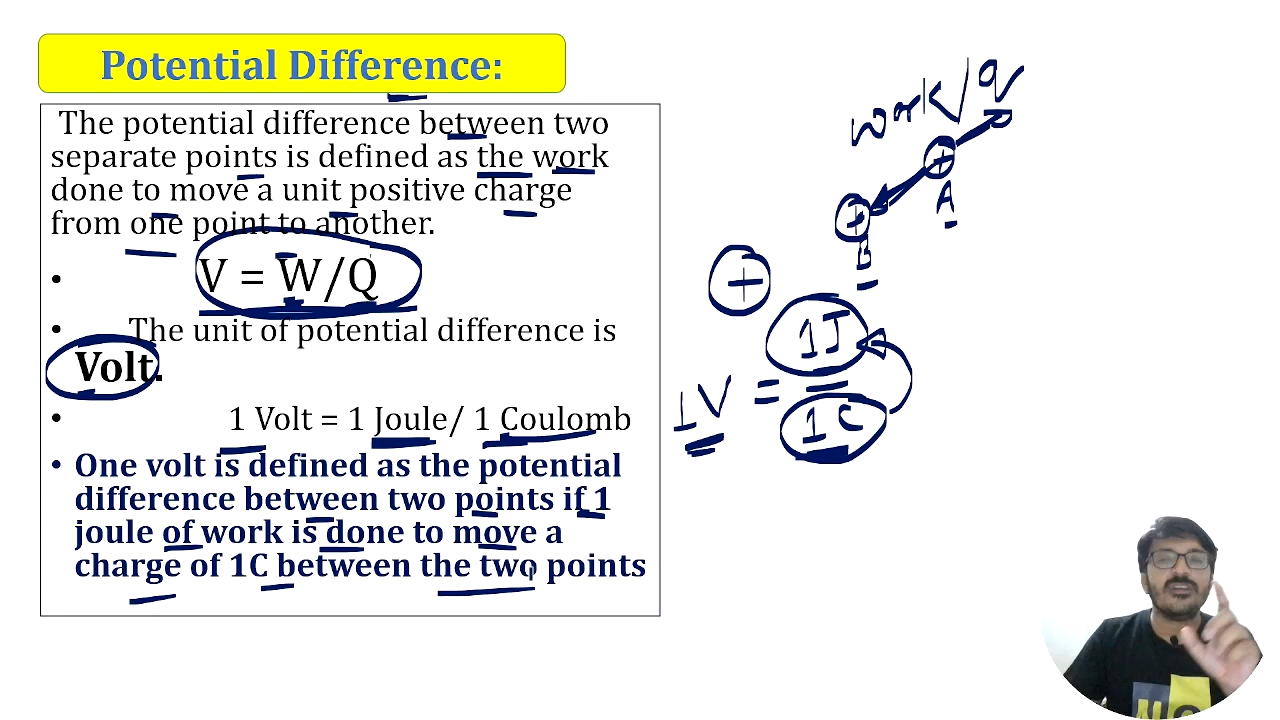 Potential Difference:
The potential difference between two
separate points is defined as the work
done to move a unit positive charge
from one point to another.
• V = W/Q
• The unit of potential difference is
Volt.
• 1 Volt = 1 Joule/ 1 Coulomb
• One volt is defined as the potential
difference between two points if 1
joule of work is done to move a
charge of 1C between the two points
work/q
+
A
+
B
+
1V = 1J
1C